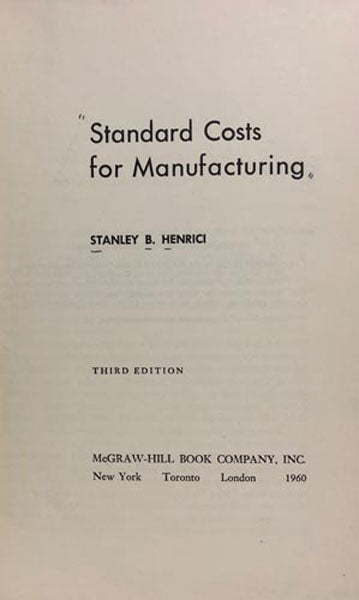 "Standard Costs
for Manufacturing"
STANLEY B. HENRICI
THIRD EDITION
McGRAW-HILL BOOK COMPANY, INC.
New York Toronto London 1960